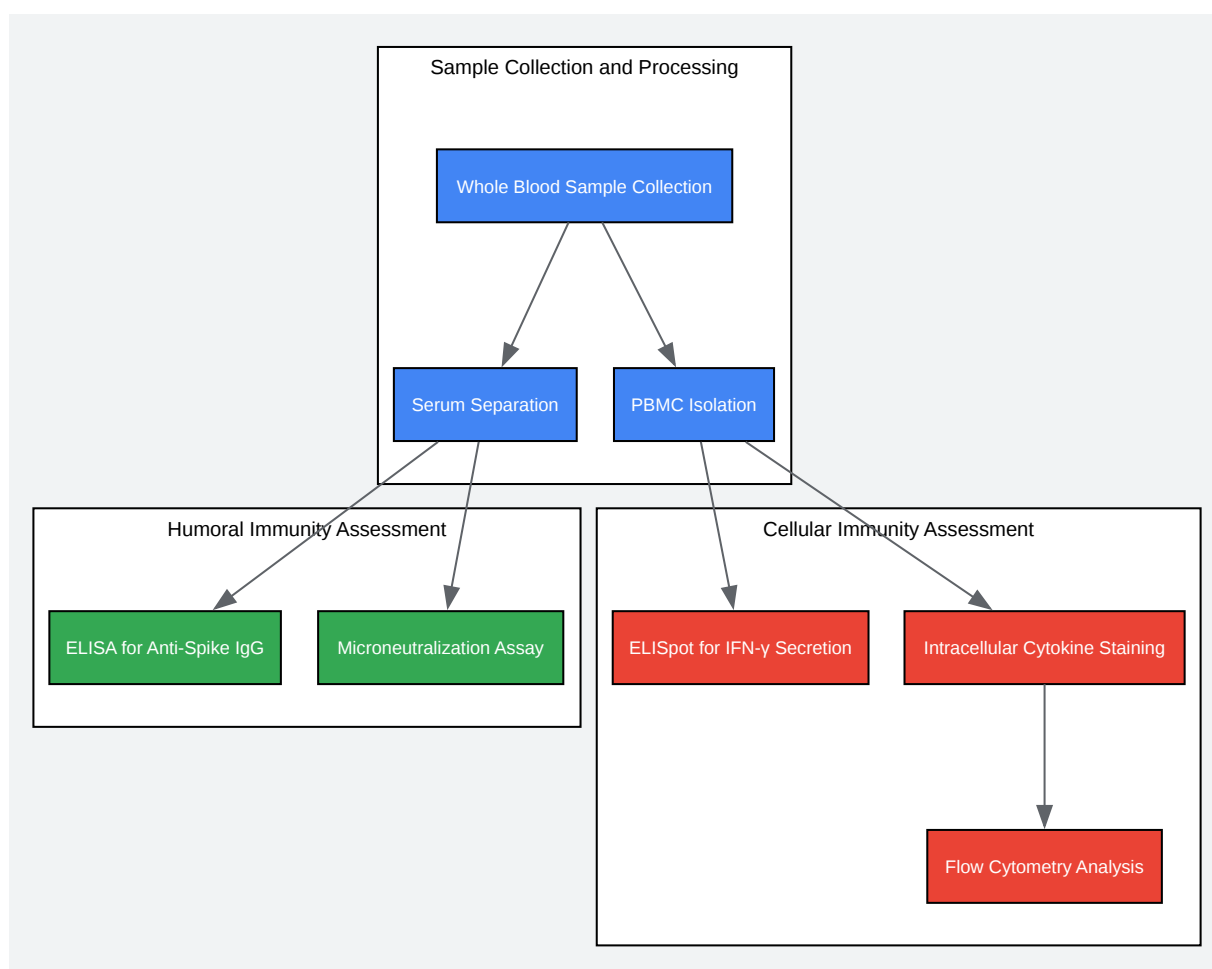 Sample Collection and Processing
Whole Blood Sample Collection
Serum Separation
PBMC Isolation
Humoral Immunity Assessment
Cellular Immunity Assessment
ELISA for Anti-Spike IgG
Microneutralization Assay
ELISpot for IFN-γ Secretion
Intracellular Cytokine Staining
Flow Cytometry Analysis